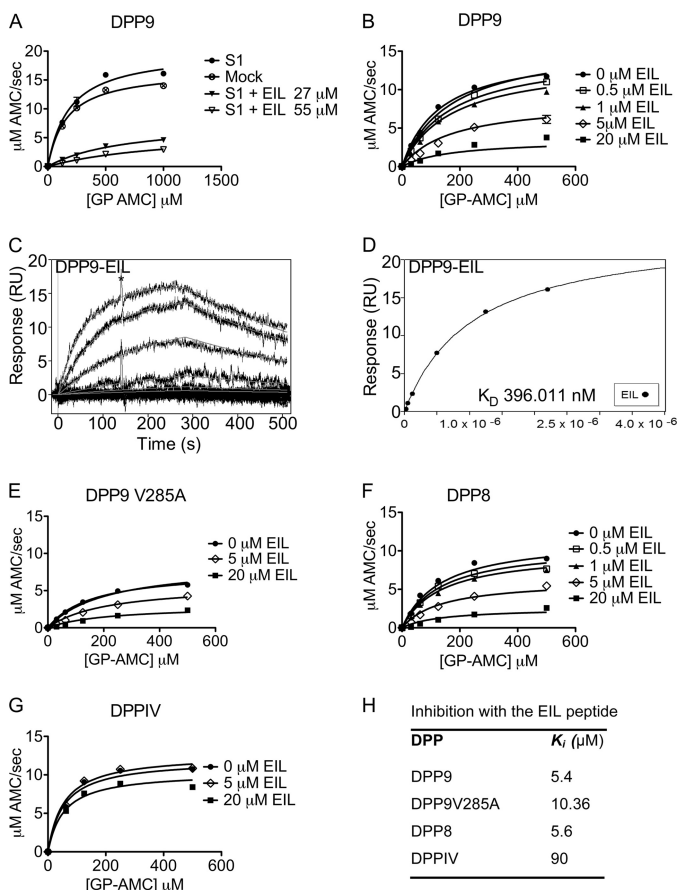 A
DPP9
μM AMC/sec
20
15
10
5
0
0 500 1000 1500
[GP AMC] μM
S1
Mock
S1 + EIL 27 μM
S1 + EIL 55 μM
B
DPP9
μM AMC/sec
15
10
5
0
0 200 400 600
[GP-AMC] μM
0 μM EIL
0.5 μM EIL
1 μM EIL
5μM EIL
20 μM EIL
C
DPP9-EIL
*
Response (RU)
20
15
10
5
0
0 100 200 300 400 500
Time (s)
D
DPP9-EIL
Response (RU)
20
15
10
5
0
0
K_D 396.011 nM
EIL
1.0 x 10 -6 2.5 x 10 -6 4.0 x 10 -6
E
DPP9 V285A
μM AMC/sec
15
10
5
0
0 200 400 600
[GP-AMC] μM
0 μM EIL
5 μM EIL
20 μM EIL
F
DPP8
μM AMC/sec
15
10
5
0
0 200 400 600
[GP-AMC] μM
0 μM EIL
0.5 μM EIL
1 μM EIL
5 μM EIL
20 μM EIL
G
DPPIV
μM AMC/sec
15
10
5
0
0 200 400 600
[GP-AMC] μM
0 μM EIL
5 μM EIL
20 μM EIL
H
Inhibition with the EIL peptide
DPP Ki (μM)
DPP9 5.4
DPP9V285A 10.36
DPP8 5.6
DPPIV 90